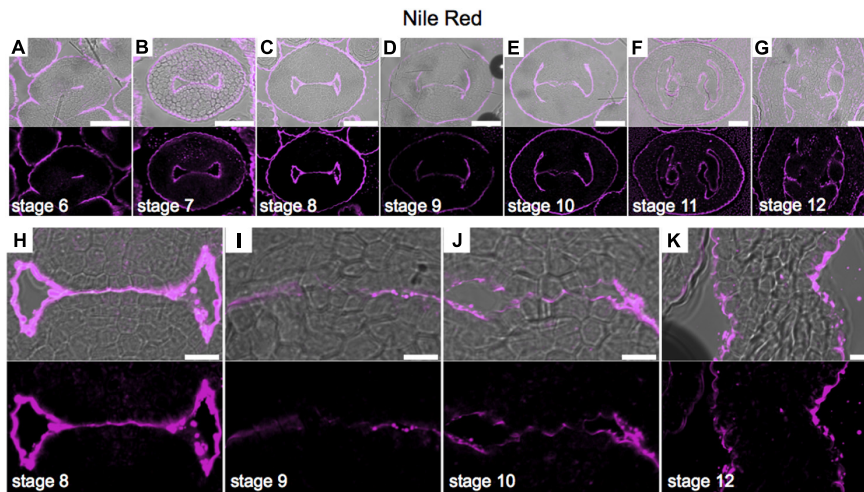 Nile Red
A B C D E F G
stage 6 stage 7 stage 8 stage 9 stage 10 stage 11 stage 12
H I J K
stage 8 stage 9 stage 10 stage 12